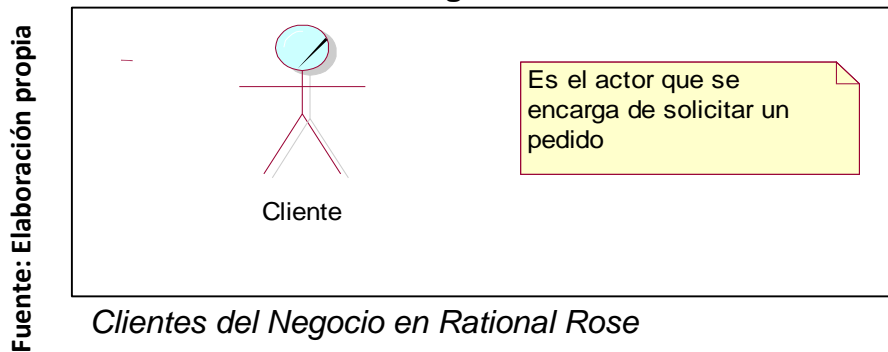 Fuente: Elaboración propia
Es el actor que se
encarga de solicitar un
pedido
Cliente
Clientes del Negocio en Rational Rose